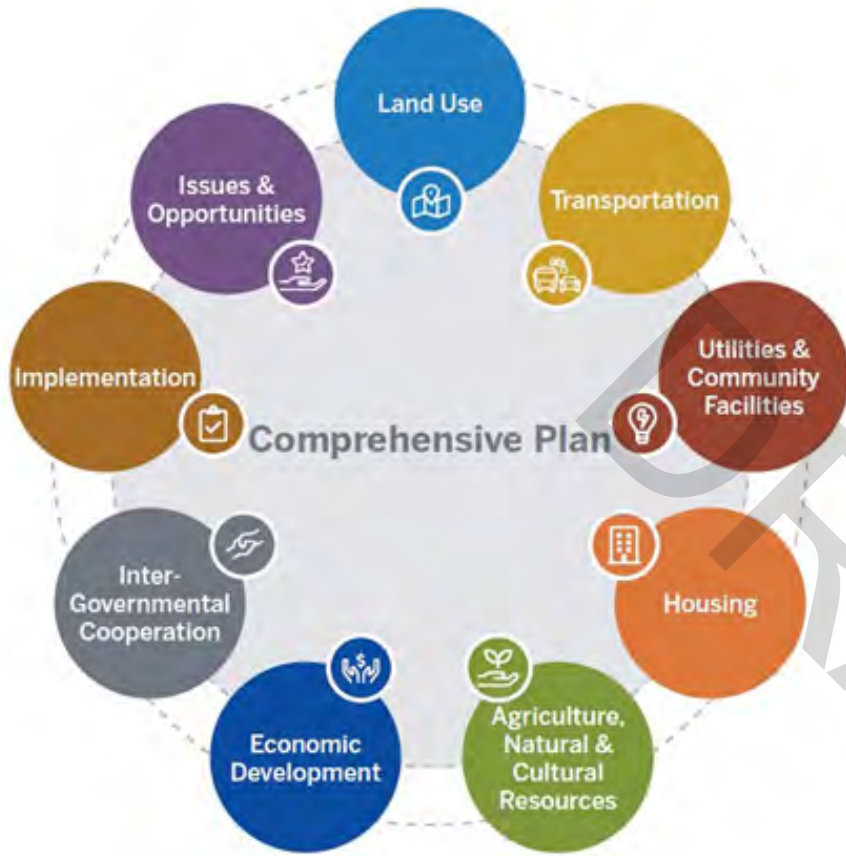 Land Use
Issues &
Opportunities
Transportation
Implementation
Utilities &
Community
Facilities
Comprehensive Plan
Inter-
Governmental
Cooperation
Housing
Economic
Development
Agriculture,
Natural &
Cultural
Resources